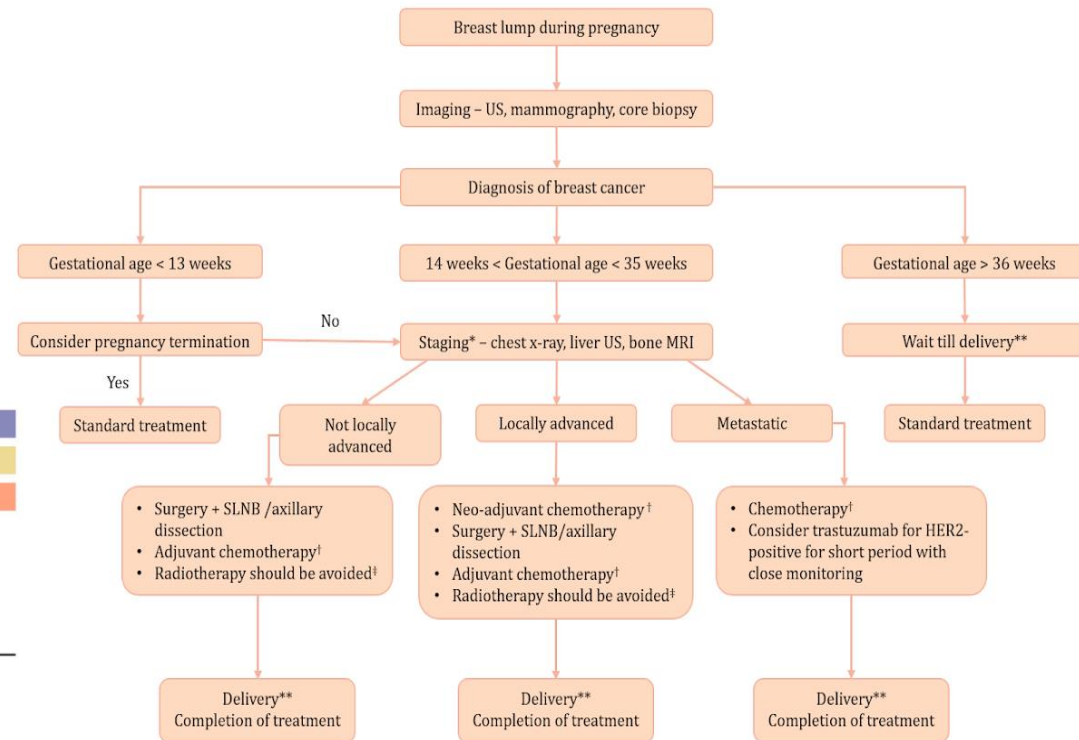 Breast lump during pregnancy
Imaging – US, mammography, core biopsy
Diagnosis of breast cancer
Gestational age < 13 weeks
14 weeks < Gestational age < 35 weeks
Gestational age > 36 weeks
No
Consider pregnancy termination
Staging* – chest x-ray, liver US, bone MRI
Wait till delivery**
Yes
Standard treatment
Not locally
advanced
Locally advanced
Metastatic
Standard treatment
• Surgery + SLNB /axillary
dissection
• Adjuvant chemotherapy†
• Radiotherapy should be avoided‡
• Neo-adjuvant chemotherapy †
• Surgery + SLNB/axillary
dissection
• Adjuvant chemotherapy†
• Radiotherapy should be avoided‡
• Chemotherapy†
• Consider trastuzumab for HER2-
positive for short period with
close monitoring
Delivery**
Completion of treatment
Delivery**
Completion of treatment
Delivery**
Completion of treatment